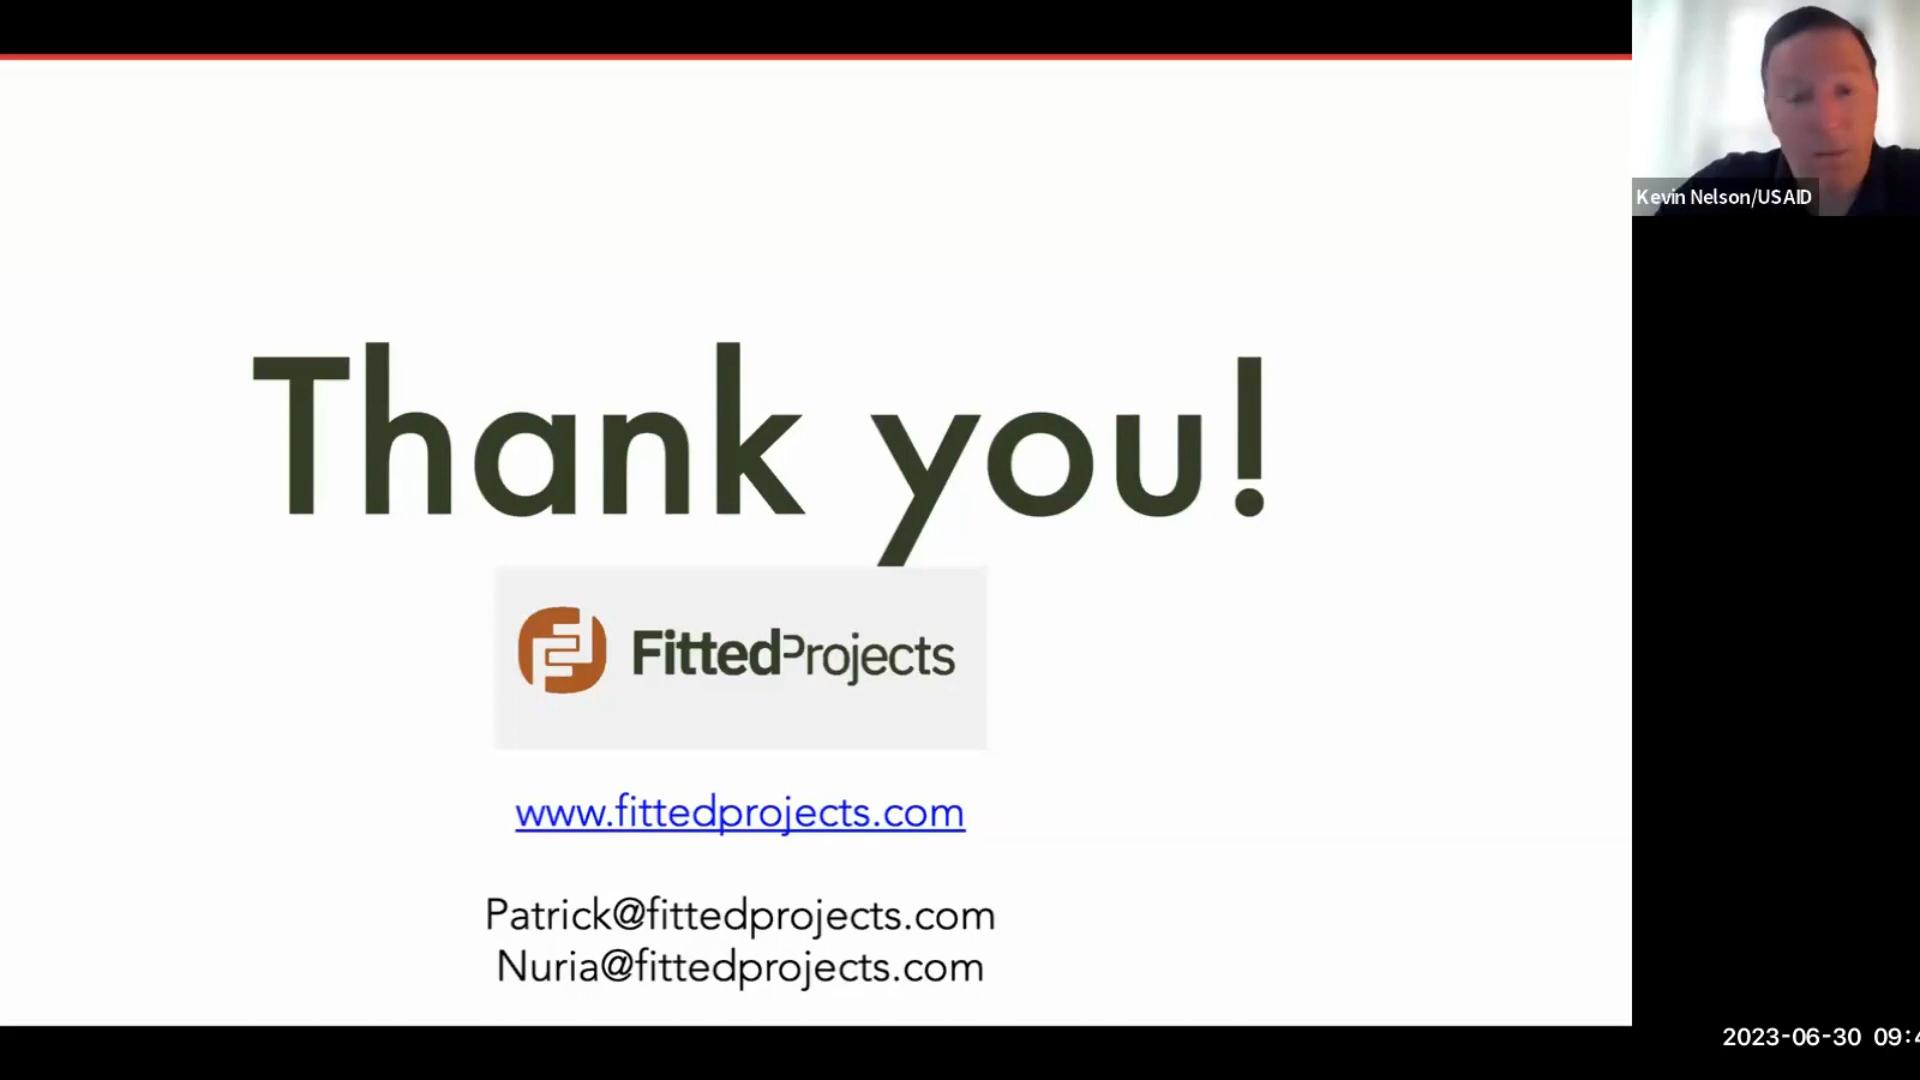 Kevin Nelson/USAID
Thank you!
FittedProjects
www.fittedprojects.com
Patrick@fittedprojects.com
Nuria@fittedprojects.com
2023-06-30 09:4